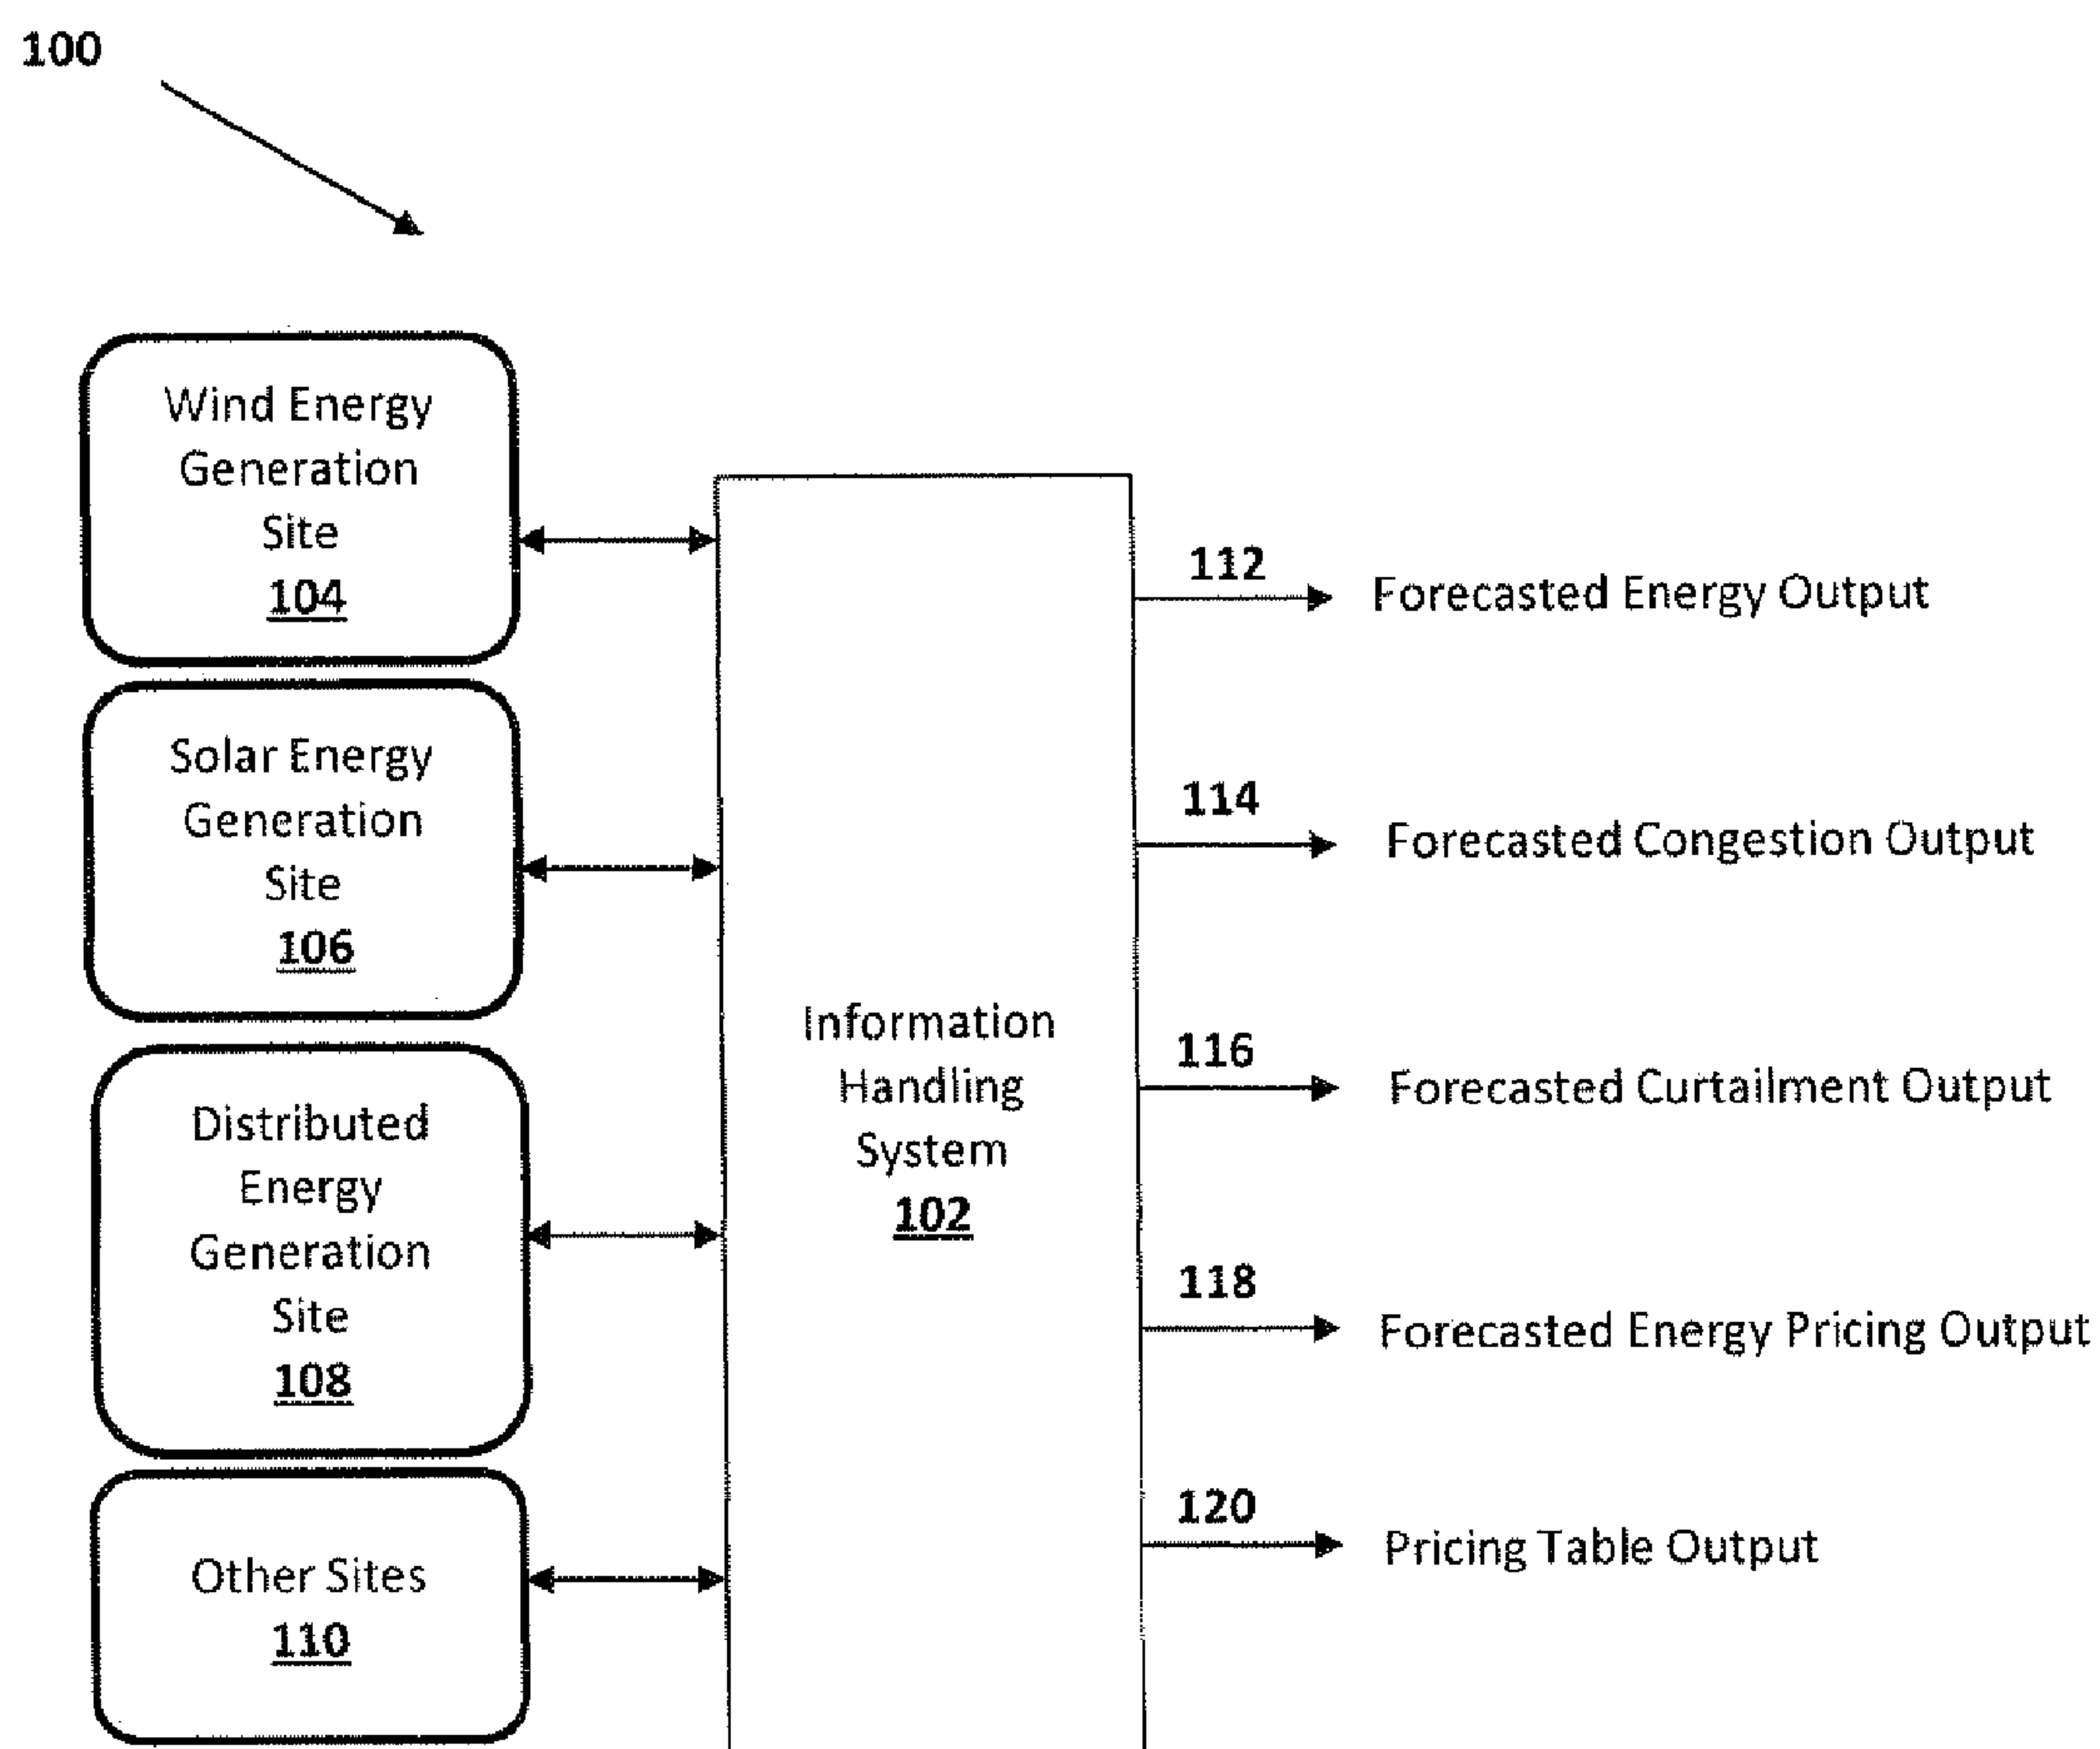 100
Wind Energy
Generation
Site
104
Solar Energy
Generation
Site
106
Distributed
Energy
Generation
Site
108
Other Sites
110
Information
Handling
System
102
112
Forecasted Energy Output
114
Forecasted Congestion Output
116
Forecasted Curtailment Output
118
Forecasted Energy Pricing Output
120
Pricing Table Output